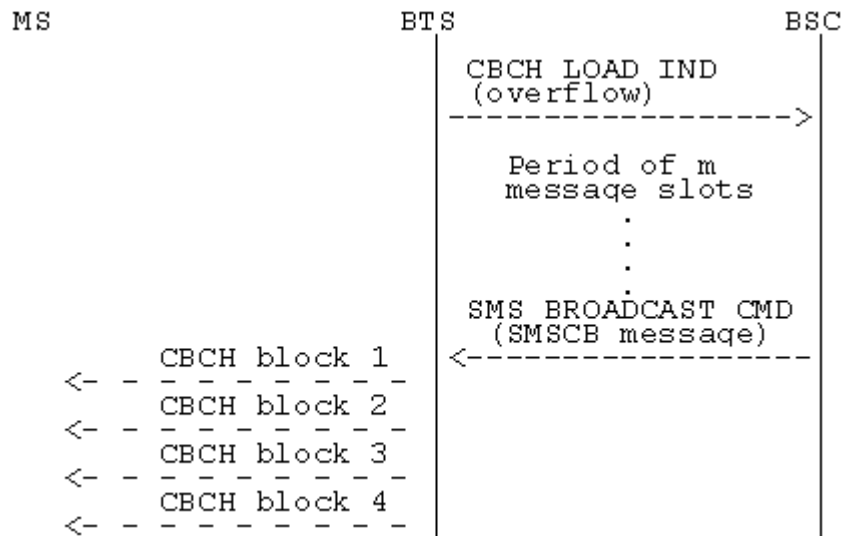 MS BTS BSC
CBCH LOAD IND
(overflow)
Period of m
message slots
SMS BROADCAST CMD
(SMSCB message)
CBCH block 1
CBCH block 2
CBCH block 3
CBCH block 4